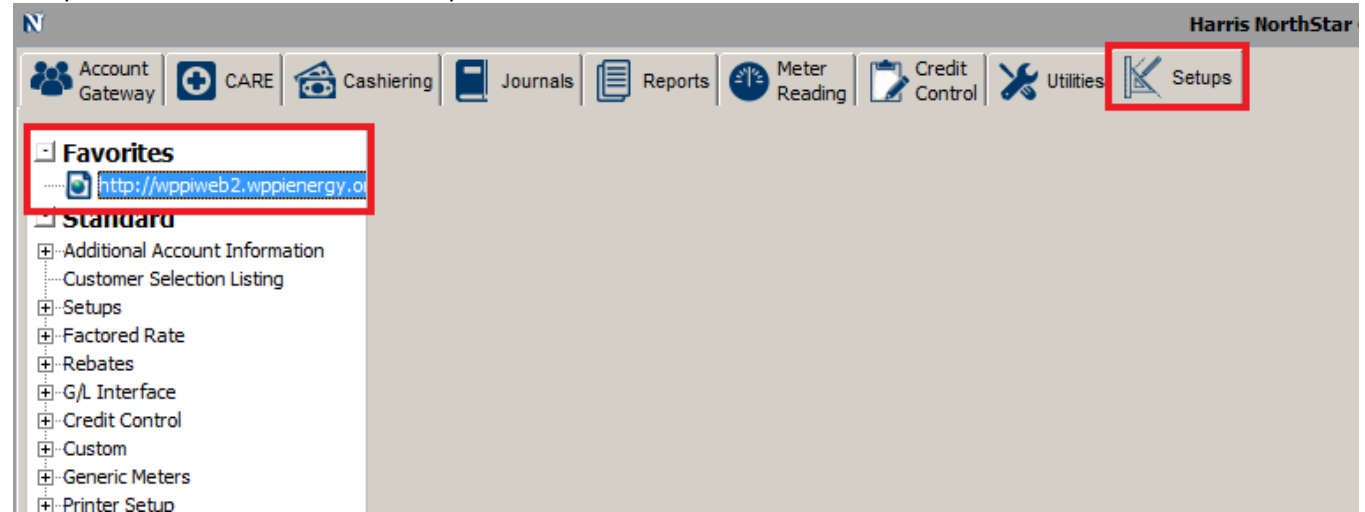 N
Harris NorthStar
Account Gateway
CARE
Cashiering
Journals
Reports
Meter Reading
Credit Control
Utilities
Setups
Favorites
http://wppiweb2.wppienergy.o
Standard
Additional Account Information
Customer Selection Listing
Setups
Factored Rate
Rebates
G/L Interface
Credit Control
Custom
Generic Meters
Printer Setup